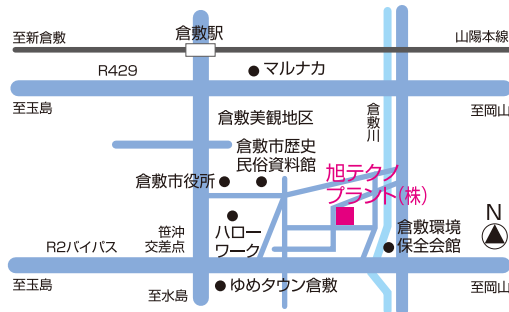 倉敷駅
至新倉敷
山陽本線
R429
マルナカ
至玉島
至岡山
倉敷美観地区
倉敷川
倉敷市歴史
民俗資料館
倉敷市役所
旭テクノ
プラント(株)
ハロー
ワーク
笹沖
交差点
R2バイパス
倉敷環境
保全会館
N
至玉島
至水島
ゆめタウン倉敷
至岡山